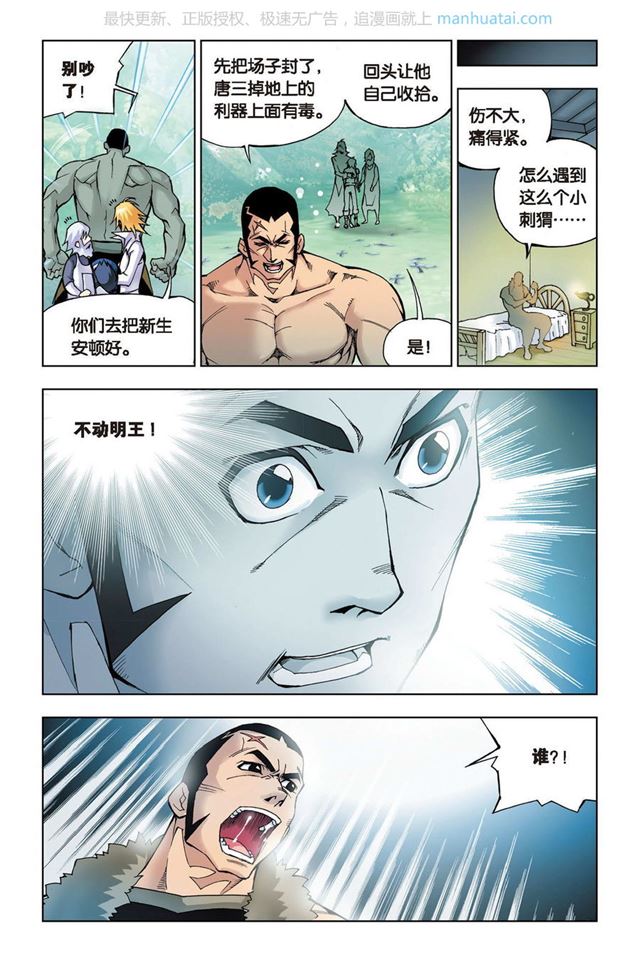 最快更新、正版授权、极速无广告，追漫画就上 manhuatai.com
别吵
了！
你们去把新生
安顿好。
先把场子封了，
唐三掉地上的
利器上面有毒。
回头让他
自己收拾。
是！
伤不大，
痛得紧。
怎么遇到
这么个小
刺猬……
不动明王！
谁？！